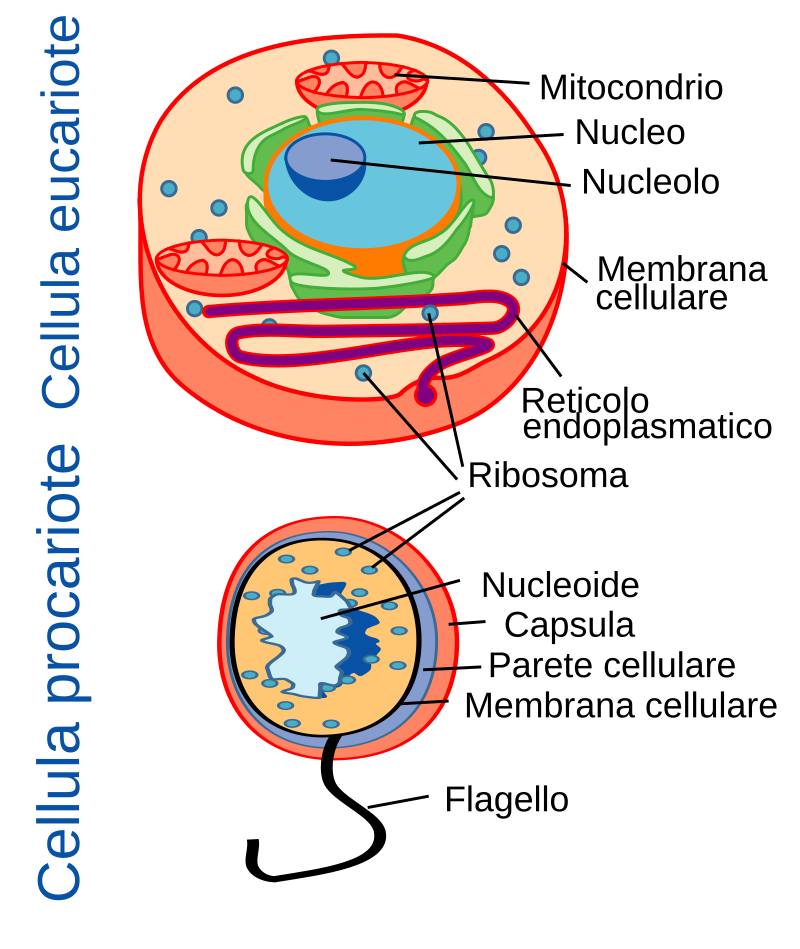 Cellula eucariote
Mitocondrio
Nucleo
Nucleolo
Membrana
cellulare
Reticolo
endoplasmatico
Ribosoma
Cellula procariote
Nucleoide
Capsula
Parete cellulare
Membrana cellulare
Flagello